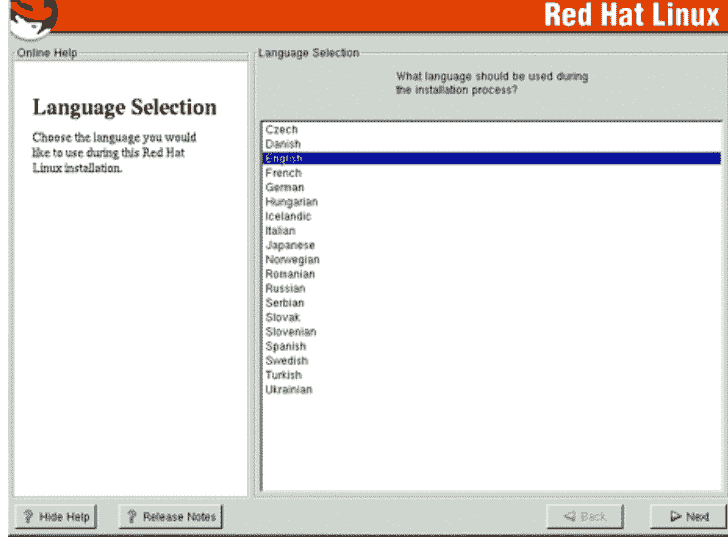 Red Hat Linux
Online Help
Language Selection
Choose the language you would
like to use during this Red Hat
Linux installation.
Language Selection
What language should be used during
the installation process?
Czech
Danish
English
French
German
Hungarian
Icelandic
Italian
Japanese
Norwegian
Romanian
Russian
Serbian
Slovak
Slovenian
Spanish
Swedish
Turkish
Ukrainian
Hide Help
Release Notes
Back
Next